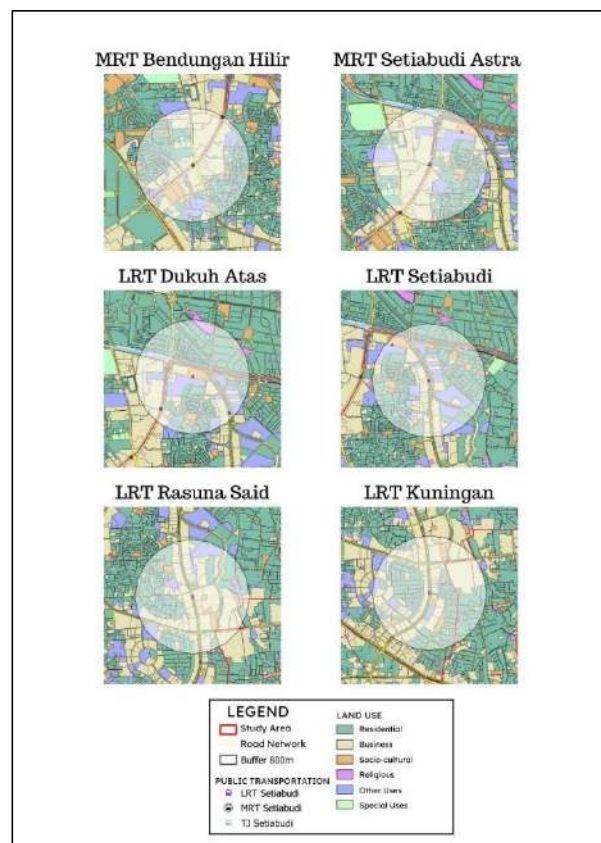 MRT Bendungan Hilir
MRT Setiabudi Astra
LRT Dukuh Atas
LRT Setiabudi
LRT Rasuna Said
LRT Kuningan
LEGEND
Study Area
Road Network
Buffer 800m
PUBLIC TRANSPORTATION
LRT Setiabudi
MRT Setiabudi
TJ Setiabudi
LAND USE
Residential
Business
Socio-cultural
Religious
Other Uses
Special Uses